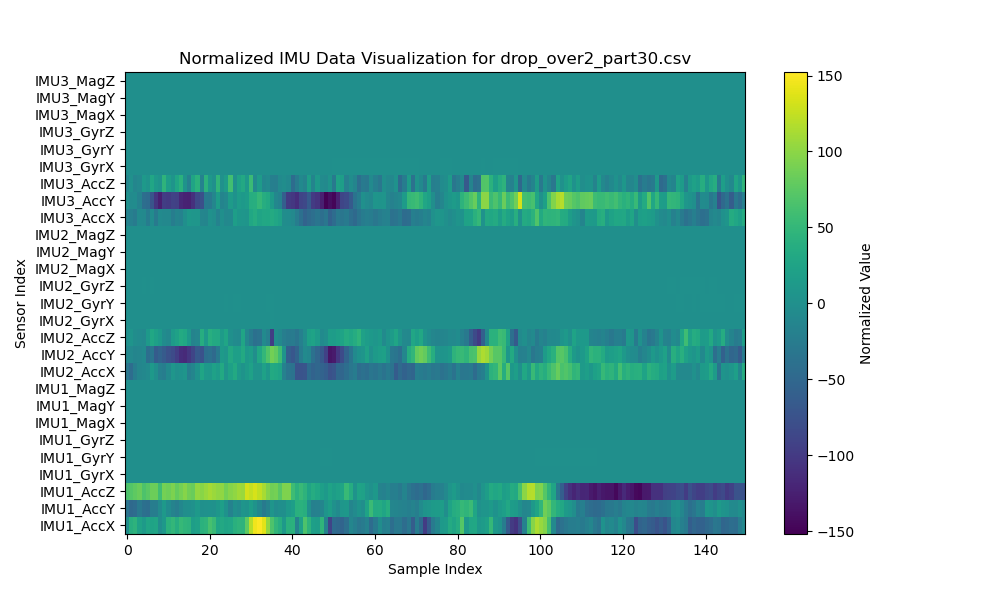 Normalized IMU Data Visualization for drop_over2_part30.csv
IMU3_MagZ
IMU3_MagY
IMU3_MagX
IMU3_GyrZ
IMU3_GyrY
IMU3_GyrX
IMU3_AccZ
IMU3_AccY
IMU3_AccX
IMU2_MagZ
IMU2_MagY
IMU2_MagX
IMU2_GyrZ
IMU2_GyrY
IMU2_GyrX
IMU2_AccZ
IMU2_AccY
IMU2_AccX
IMU1_MagZ
IMU1_MagY
IMU1_MagX
IMU1_GyrZ
IMU1_GyrY
IMU1_GyrX
IMU1_AccZ
IMU1_AccY
IMU1_AccX
Sensor Index
0 20 40 60 80 100 120 140
Sample Index
150
100
50
0
−50
−100
−150
Normalized Value